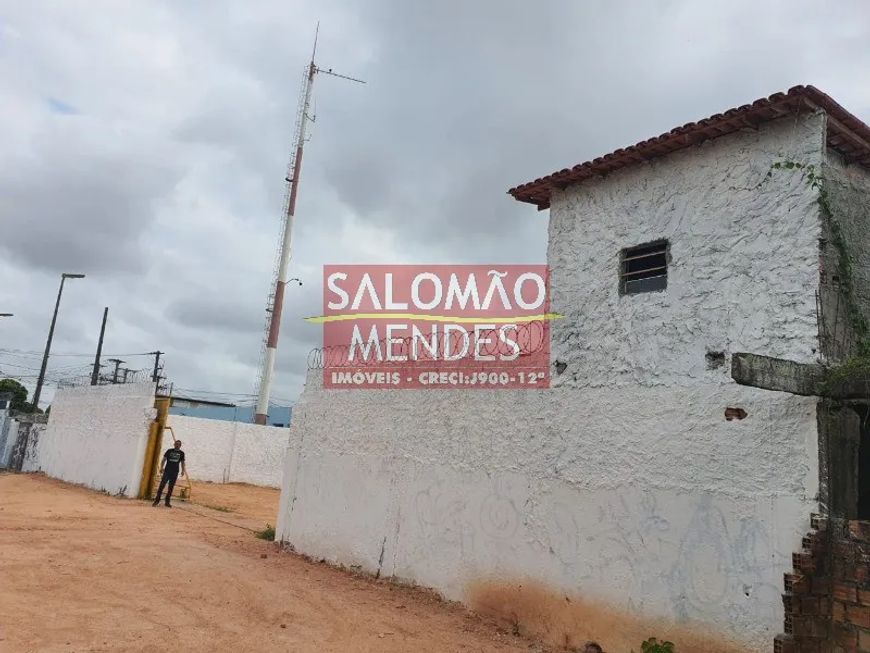 SALOMÃO
MENDES
IMÓVEIS - CRECI:J900-12ª